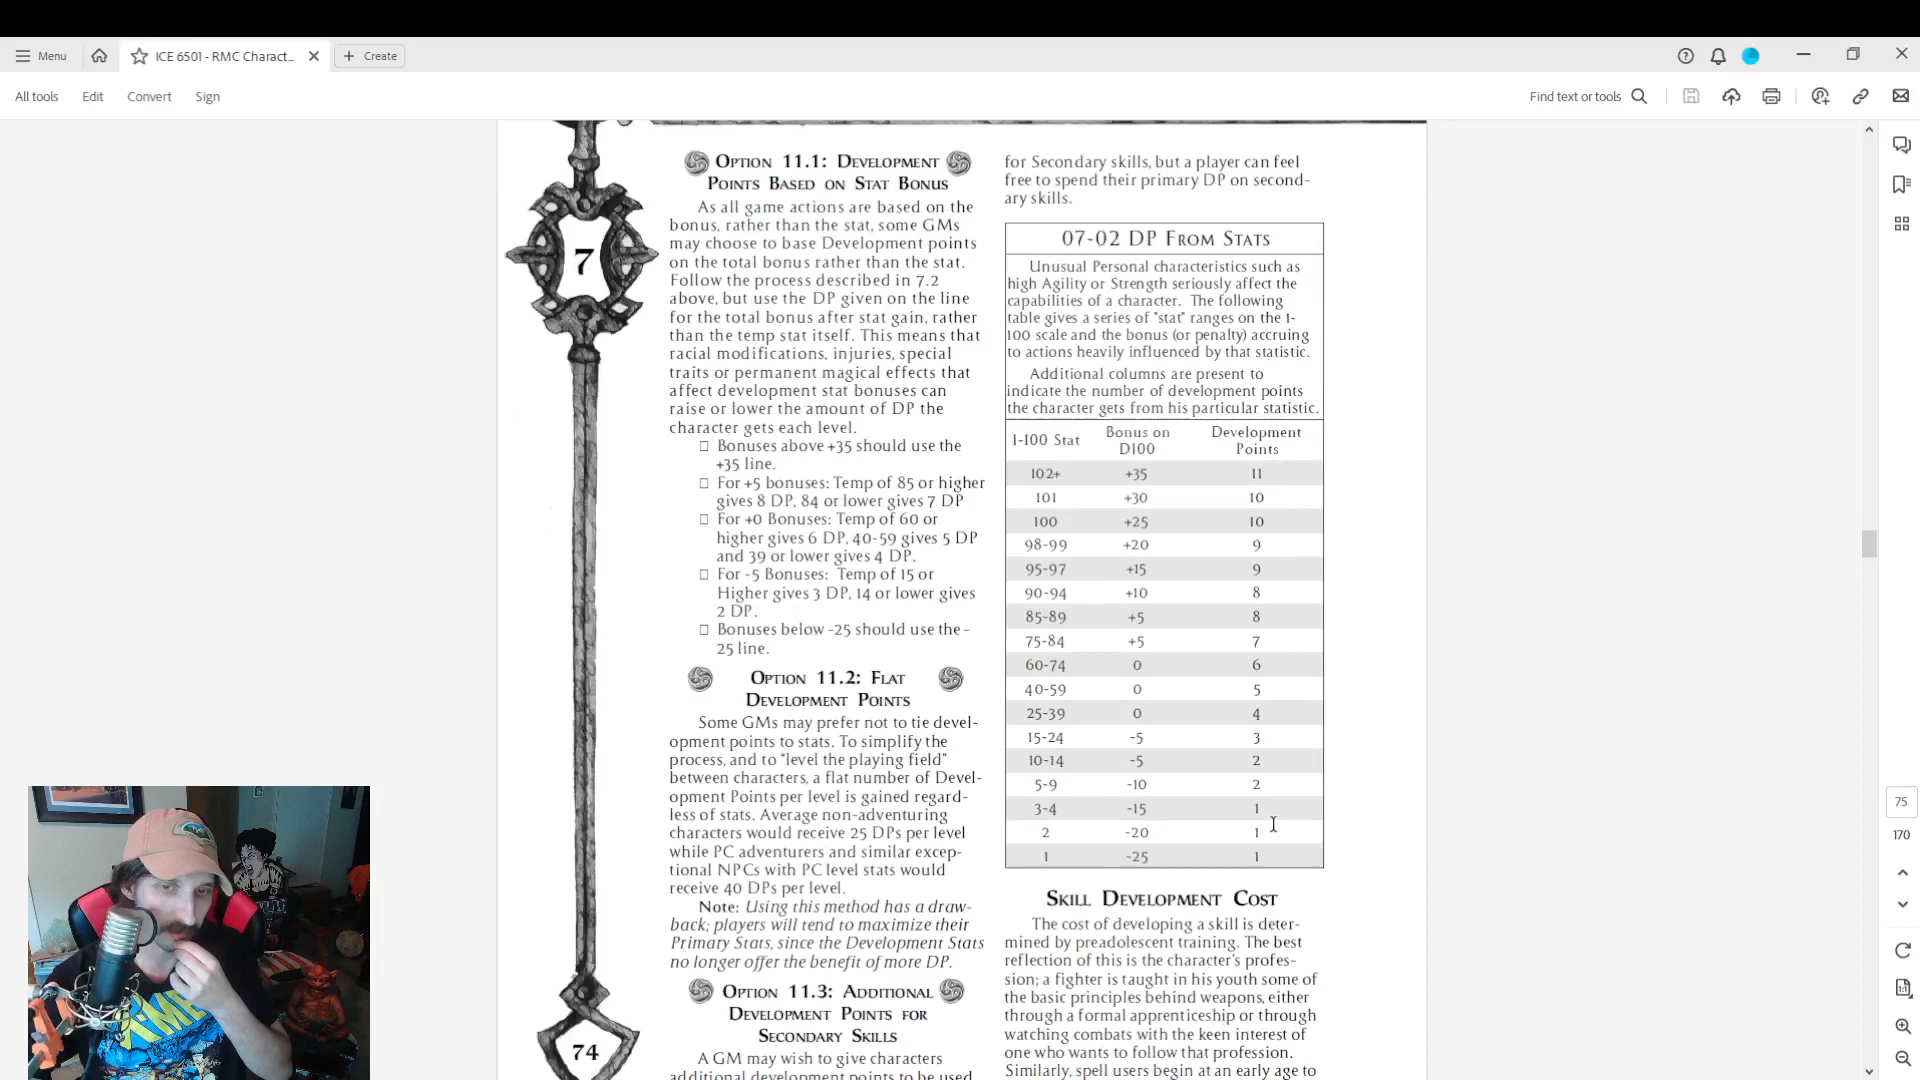 Menu
ICE 6501 - RMC Charact...
Create
All tools
Edit
Convert
Sign
Find text or tools
7
Option 11.1: Development
Points Based on Stat Bonus
As all game actions are based on the
bonus, rather than the stat, some GMs
may choose to base Development points
on the total bonus rather than the stat.
Follow the process described in 7.2
above, but use the DP given on the line
for the total bonus after stat gain, rather
than the temp stat itself. This means that
racial modifications, injuries, special
traits or permanent magical effects that
affect development stat bonuses can
raise or lower the amount of DP the
character gets each level.
□ Bonuses above +35 should use the
+35 line.
□ For +5 bonuses: Temp of 85 or higher
gives 8 DP, 84 or lower gives 7 DP
□ For +0 Bonuses: Temp of 60 or
higher gives 6 DP, 40-59 gives 5 DP
and 39 or lower gives 4 DP.
□ For -5 Bonuses: Temp of 15 or
Higher gives 3 DP, 14 or lower gives
2 DP.
□ Bonuses below -25 should use the -
25 line.
Option 11.2: Flat
Development Points
Some GMs may prefer not to tie devel-
opment points to stats. To simplify the
process, and to “level the playing field”
between characters, a flat number of Devel-
opment Points per level is gained regard-
less of stats. Average non-adventuring
characters would receive 25 DPs per level
while PC adventurers and similar excep-
tional NPCs with PC level stats would
receive 40 DPs per level.
Note: Using this method has a draw-
back; players will tend to maximize their
Primary Stats, since the Development Stats
no longer offer the benefit of more DP.
Option 11.3: Additional
Development Points for
Secondary Skills
A GM may wish to give characters
additional development points to be used
74
for Secondary skills, but a player can feel
free to spend their primary DP on second-
ary skills.
07-02 DP From Stats
Unusual Personal characteristics such as
high Agility or Strength seriously affect the
capabilities of a character. The following
table gives a series of "stat" ranges on the 1-
100 scale and the bonus (or penalty) accruing
to actions heavily influenced by that statistic.
Additional columns are present to
indicate the number of development points
the character gets from his particular statistic.
1-100 Stat Bonus on D100 Development Points
102+ +35 11
101 +30 10
100 +25 10
98-99 +20 9
95-97 +15 9
90-94 +10 8
85-89 +5 8
75-84 +5 7
60-74 0 6
40-59 0 5
25-39 0 4
15-24 -5 3
10-14 -5 2
5-9 -10 2
3-4 -15 1
2 -20 1
1 -25 1
Skill Development Cost
The cost of developing a skill is deter-
mined by preadolescent training. The best
reflection of this is the character's profes-
sion; a fighter is taught in his youth some of
the basic principles behind weapons, either
through a formal apprenticeship or through
watching combats with the keen interest of
one who wants to follow that profession.
Similarly, spell users begin at an early age to
75
170